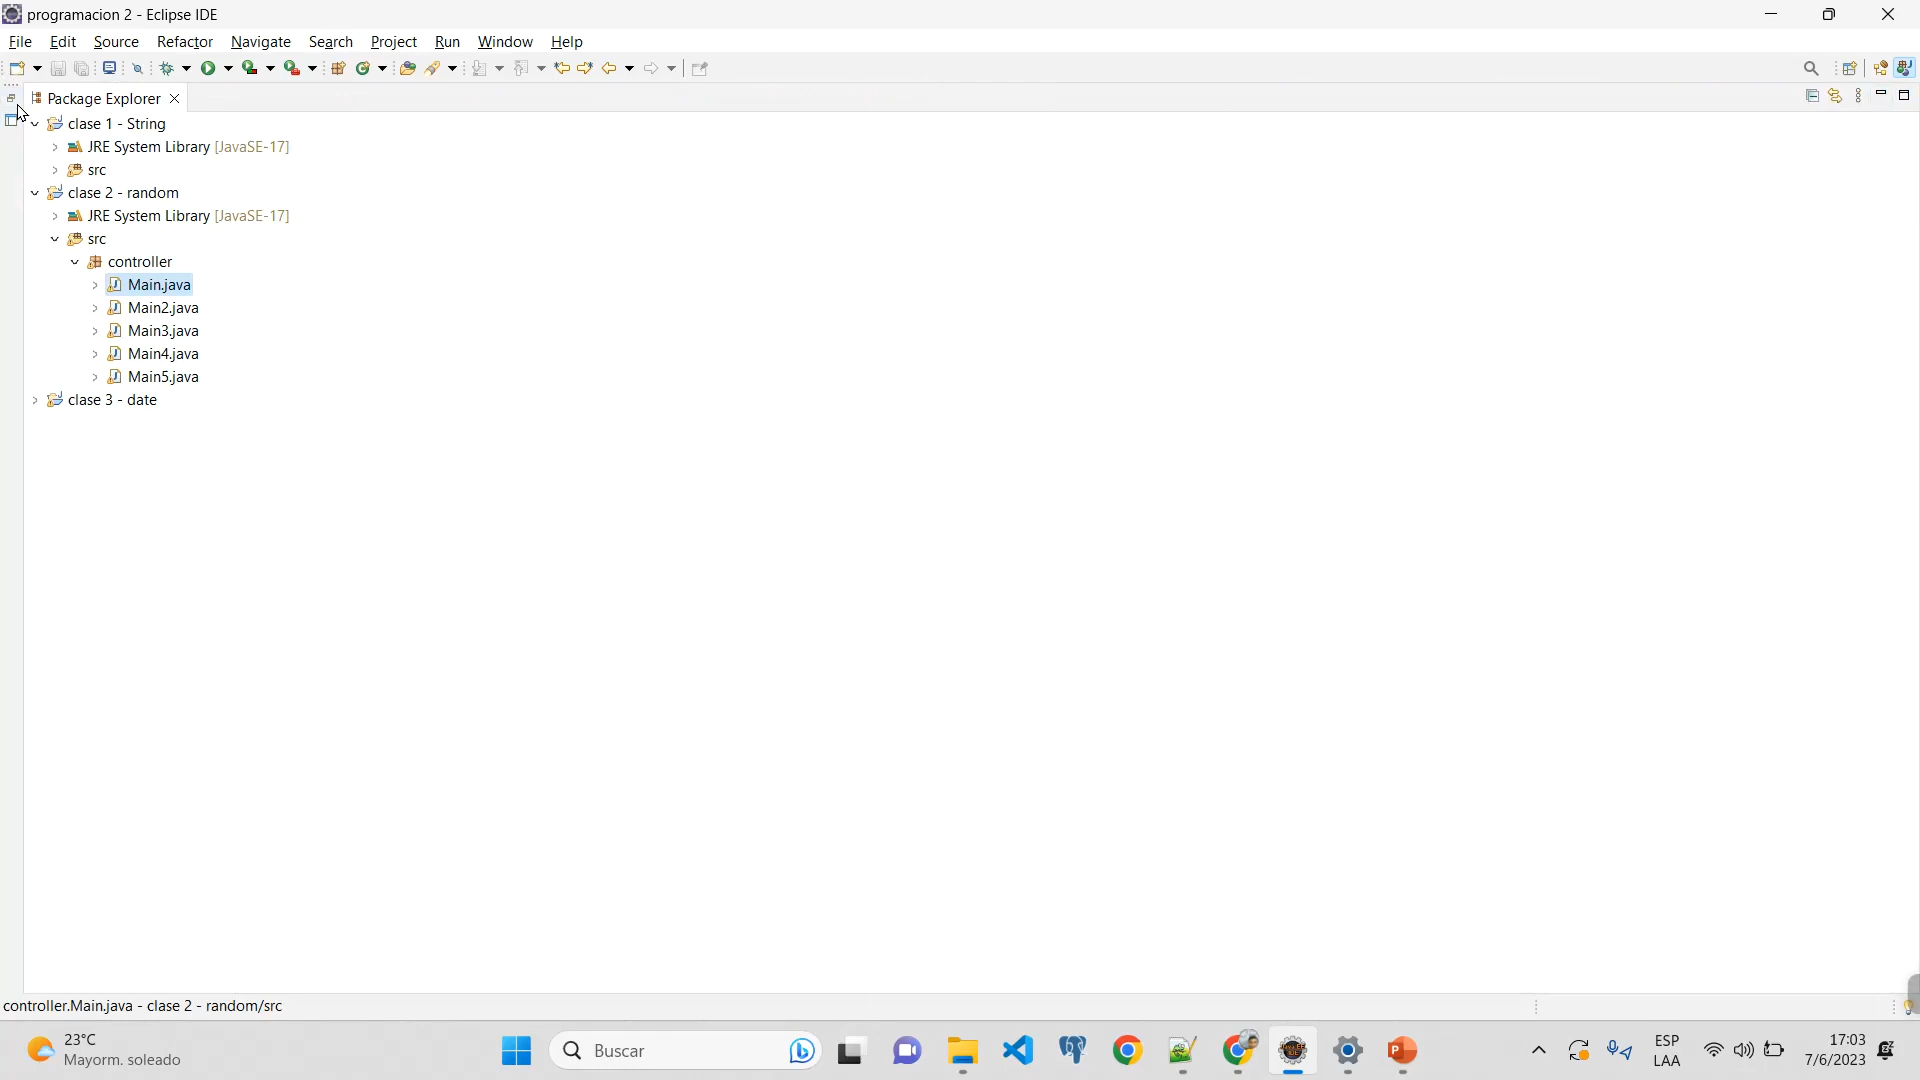 programacion 2 - Eclipse IDE
File Edit Source Refactor Navigate Search Project Run Window Help
Package Explorer
clase 1 - String
JRE System Library [JavaSE-17]
src
clase 2 - random
JRE System Library [JavaSE-17]
src
controller
Main.java
Main2.java
Main3.java
Main4.java
Main5.java
clase 3 - date
controller.Main.java - clase 2 - random/src
23°C
Mayorm. soleado
Buscar
ESP
LAA
17:03
7/6/2023